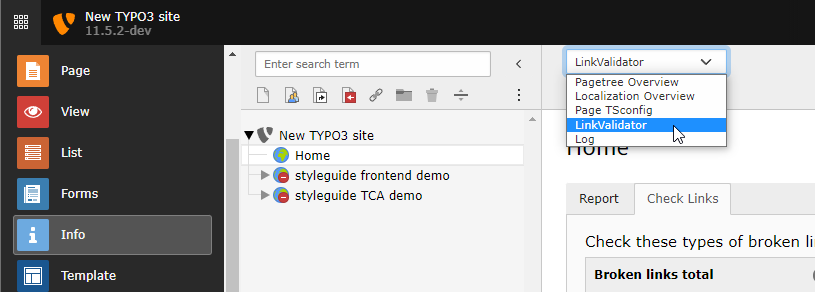 New TYPO3 site
11.5.2-dev
Page
View
List
Forms
Info
Template
Enter search term
New TYPO3 site
Home
styleguide frontend demo
styleguide TCA demo
LinkValidator
Pagetree Overview
Localization Overview
Page TSconfig
LinkValidator
Log
Home
Report
Check Links
Check these types of broken li
Broken links total